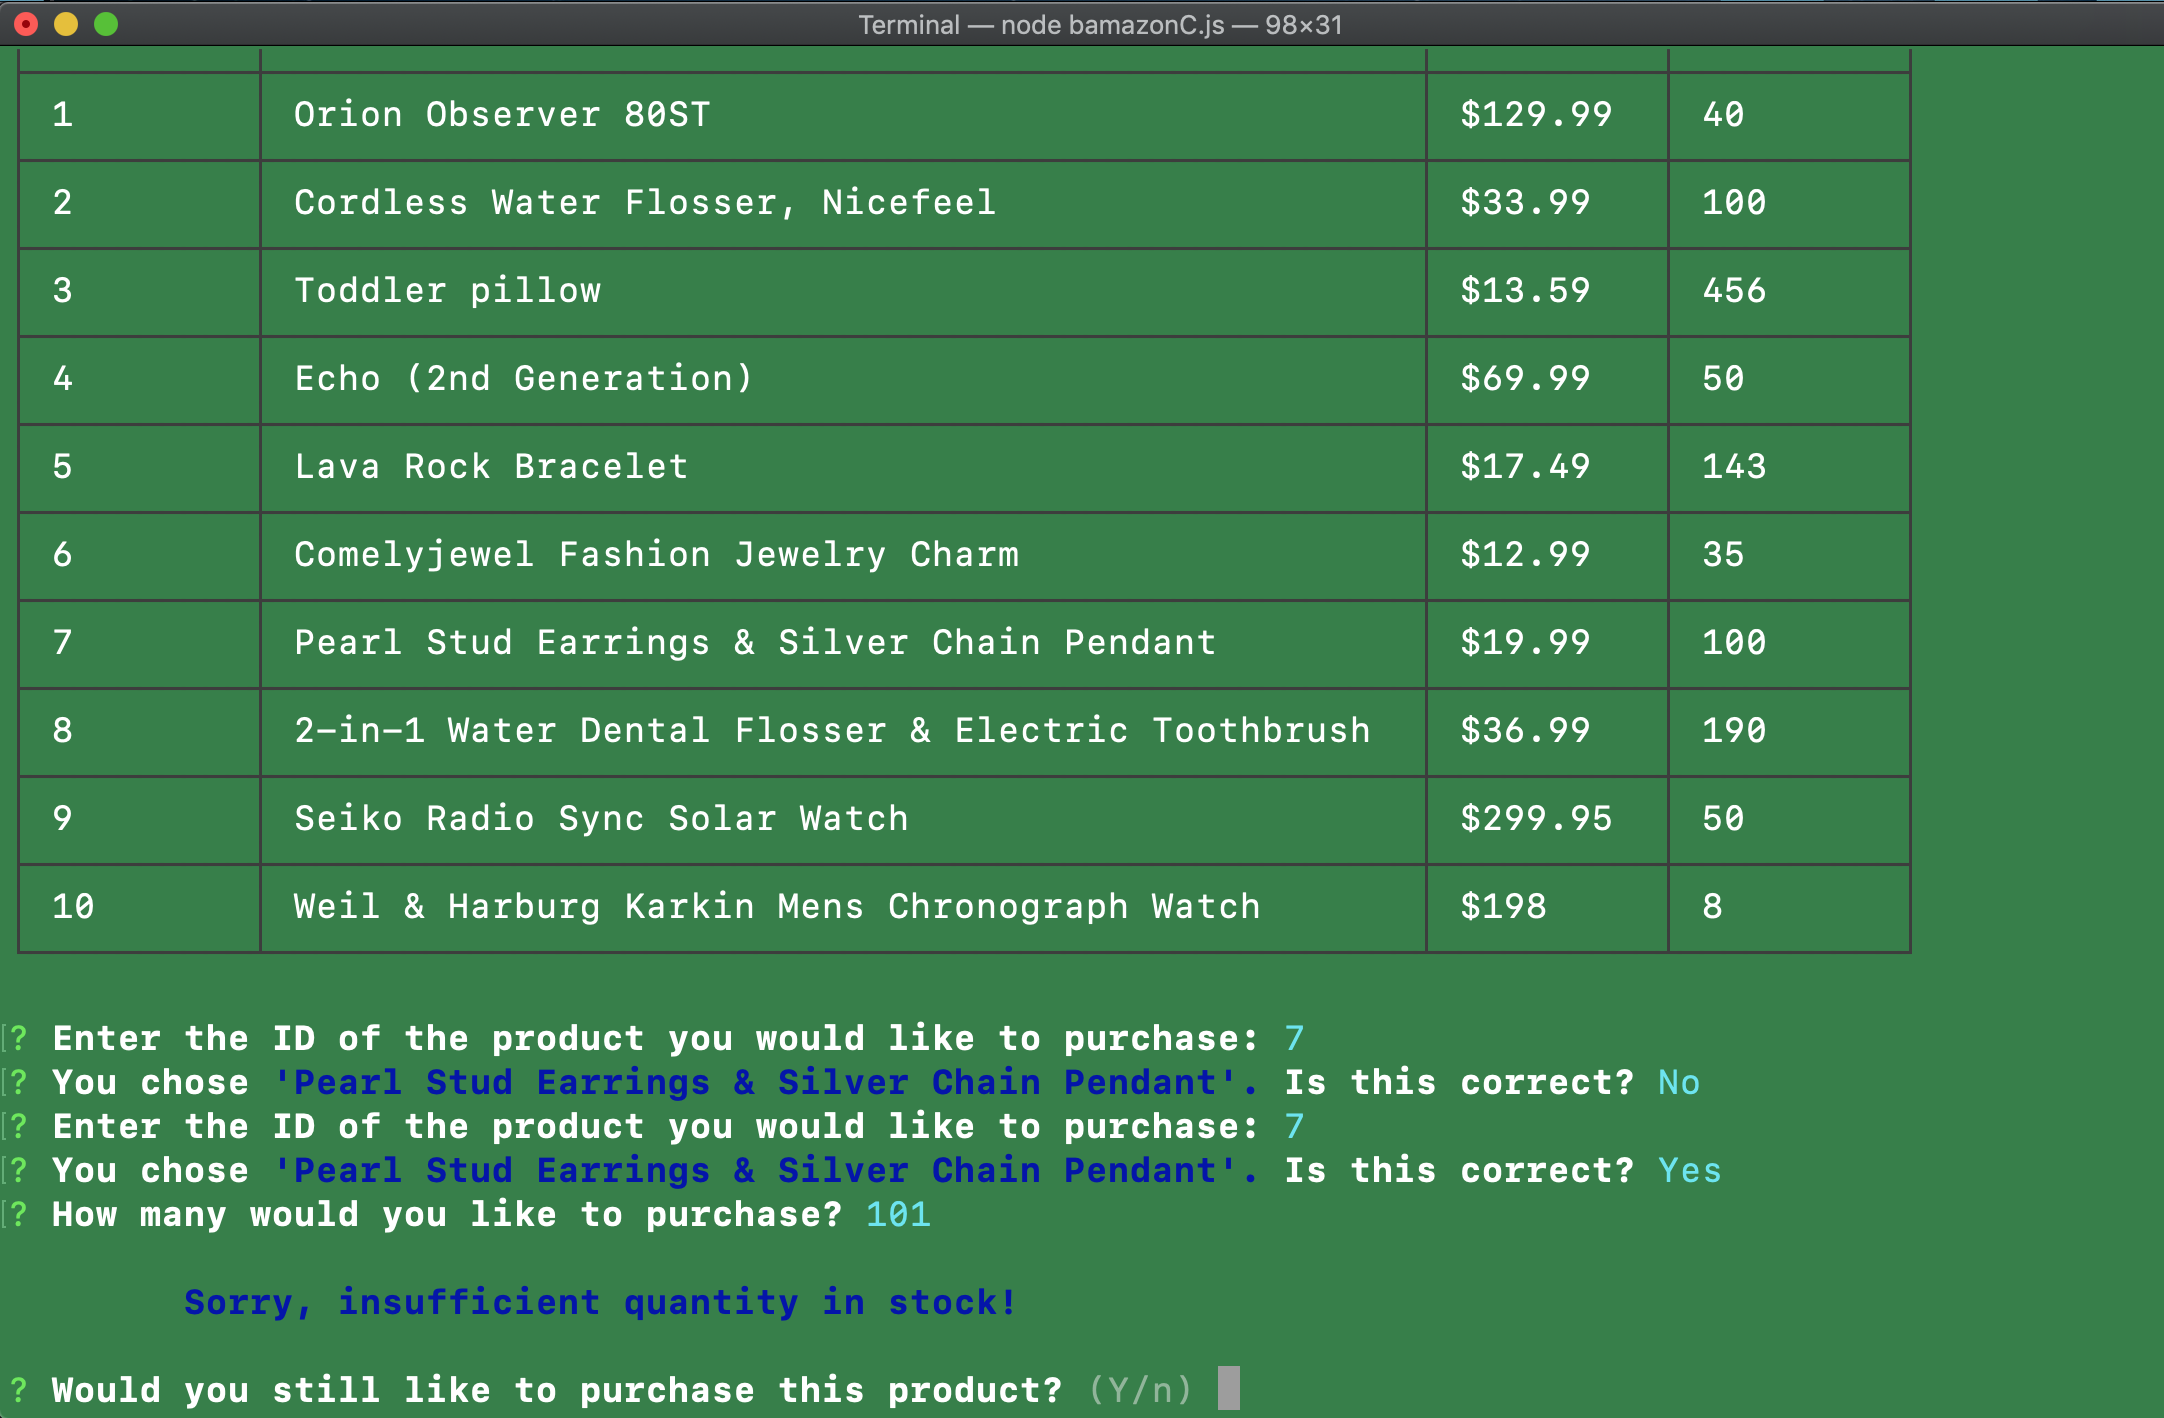 Terminal — node bamazonC.js — 98×31
1 Orion Observer 80ST $129.99 40
2 Cordless Water Flosser, Nicefeel $33.99 100
3 Toddler pillow $13.59 456
4 Echo (2nd Generation) $69.99 50
5 Lava Rock Bracelet $17.49 143
6 Comelyjewel Fashion Jewelry Charm $12.99 35
7 Pearl Stud Earrings & Silver Chain Pendant $19.99 100
8 2-in-1 Water Dental Flosser & Electric Toothbrush $36.99 190
9 Seiko Radio Sync Solar Watch $299.95 50
10 Weil & Harburg Karkin Mens Chronograph Watch $198 8
[? Enter the ID of the product you would like to purchase: 7
[? You chose 'Pearl Stud Earrings & Silver Chain Pendant'. Is this correct? No
[? Enter the ID of the product you would like to purchase: 7
[? You chose 'Pearl Stud Earrings & Silver Chain Pendant'. Is this correct? Yes
[? How many would you like to purchase? 101
Sorry, insufficient quantity in stock!
? Would you still like to purchase this product? (Y/n)